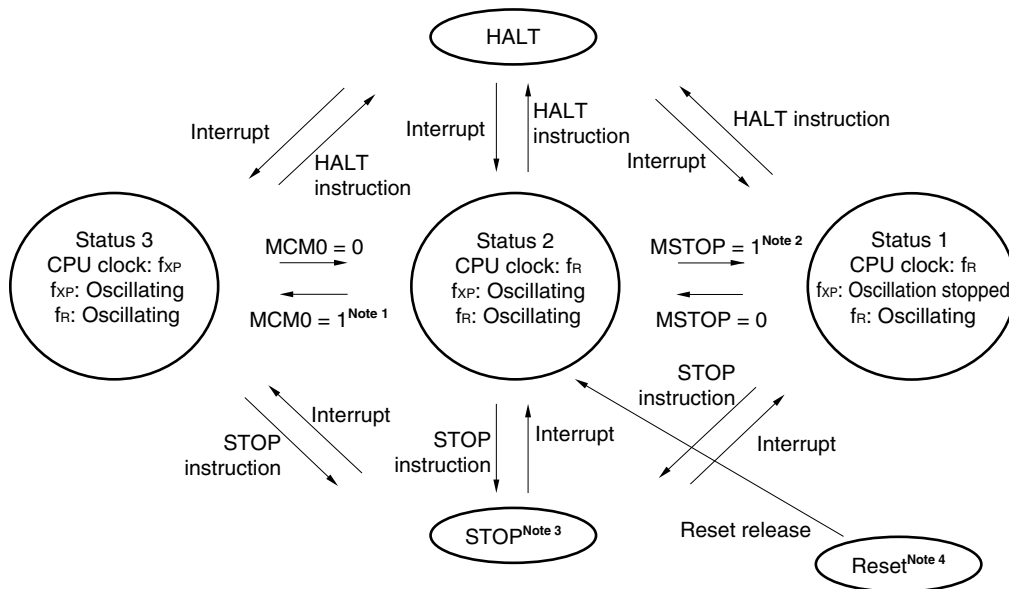 HALT
Interrupt
HALT
instruction
Interrupt
HALT
instruction
HALT instruction
Interrupt
Status 3
CPU clock: fXP
fXP: Oscillating
fR: Oscillating
MCM0 = 0
MCM0 = 1Note 1
Status 2
CPU clock: fR
fXP: Oscillating
fR: Oscillating
MSTOP = 1Note 2
MSTOP = 0
Status 1
CPU clock: fR
fXP: Oscillation stopped
fR: Oscillating
STOP
instruction
Interrupt
STOP
instruction
Interrupt
STOP
instruction
Interrupt
STOPNote 3
Reset release
ResetNote 4